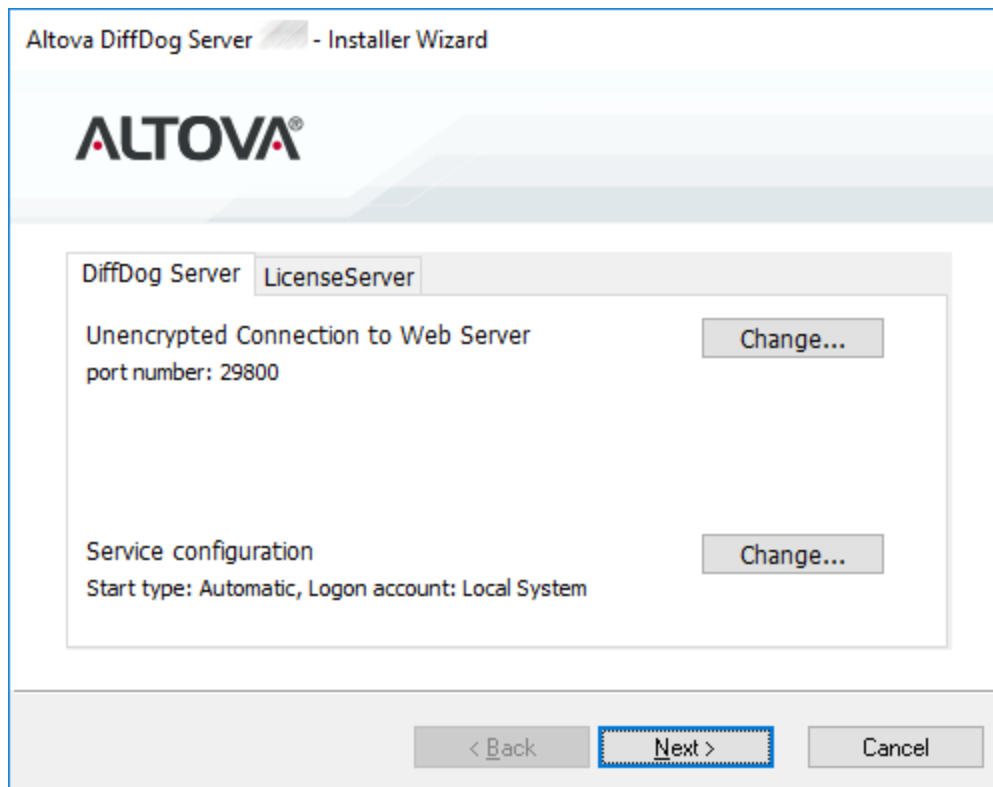 Altova DiffDog Server - Installer Wizard
ALTOVA®
DiffDog Server LicenseServer
Unencrypted Connection to Web Server Change...
port number: 29800
Service configuration Change...
Start type: Automatic, Logon account: Local System
< Back Next > Cancel